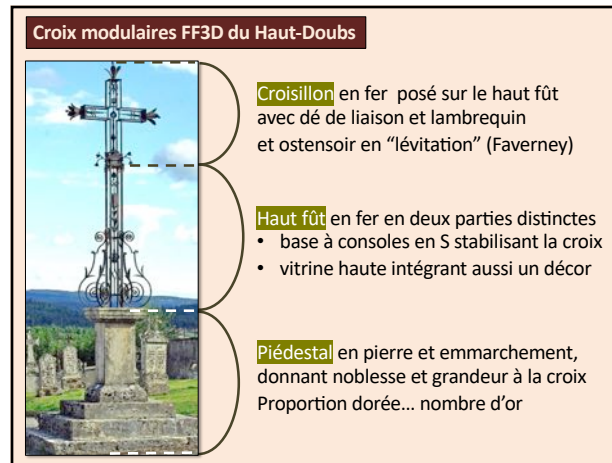 Croix modulaires FF3D du Haut-Doubs
Croisillon en fer posé sur le haut fût
avec dé de liaison et lambrequin
et ostensoir en “lévitation” (Faverney)
Haut fût en fer en deux parties distinctes
• base à consoles en S stabilisant la croix
• vitrine haute intégrant aussi un décor
Piédestal en pierre et emmarchement,
donnant noblesse et grandeur à la croix
Proportion dorée... nombre d’or